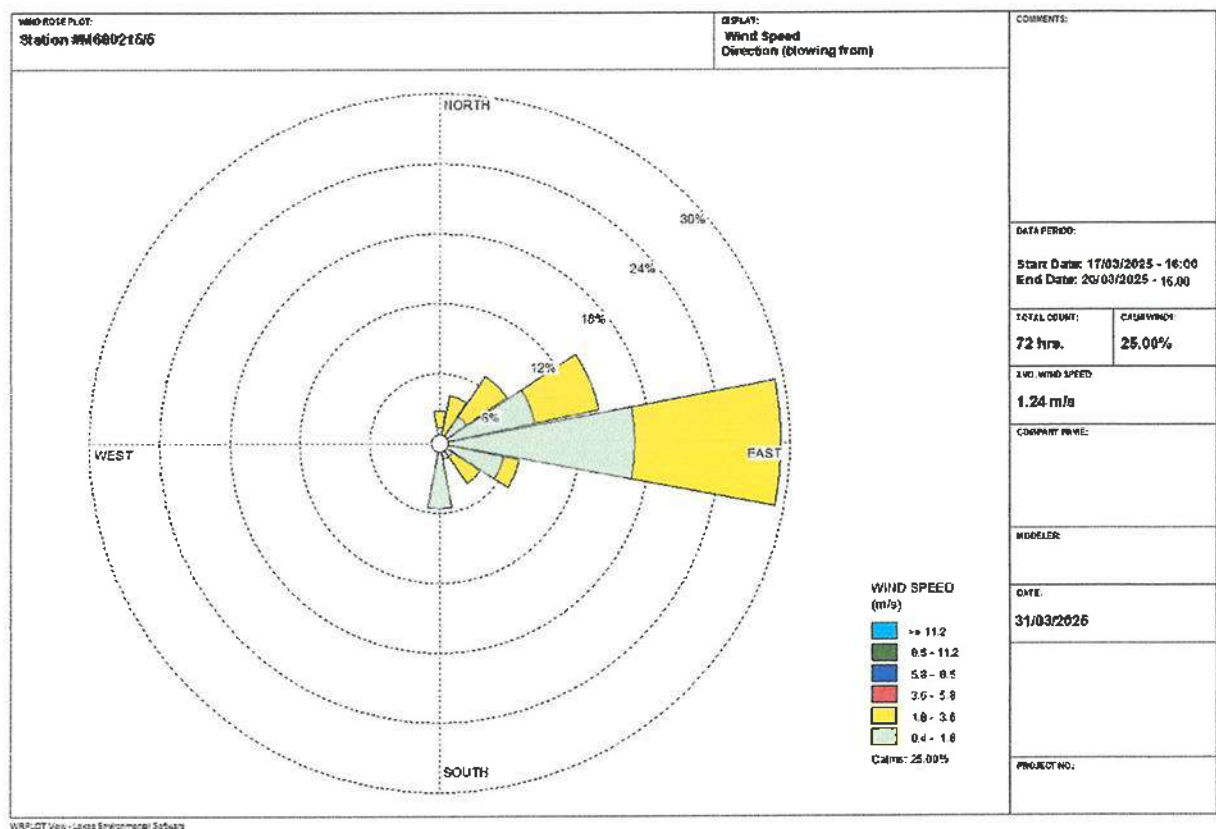 WIND ROSE PLOT:
Station #M680216/6
DISPLAY:
Wind Speed
Direction (blowing from)
COMMENTS:
NORTH
30%
24%
18%
12%
6%
WEST
EAST
SOUTH
WIND SPEED
(m/s)
>= 11.2
8.5 - 11.2
5.8 - 8.5
3.6 - 5.8
1.8 - 3.6
0.4 - 1.8
Calms: 25.00%
DATA PERIOD:
Start Date: 17/03/2025 - 16:00
End Date: 20/03/2025 - 16.00
TOTAL COUNT:
72 hrs.
CALM WINDS:
25.00%
AVG. WIND SPEED:
1.24 m/s
COMPANY NAME:
MODELER:
DATE:
31/03/2025
PROJECT NO.:
WRPLOT View - Lakes Environmental Software